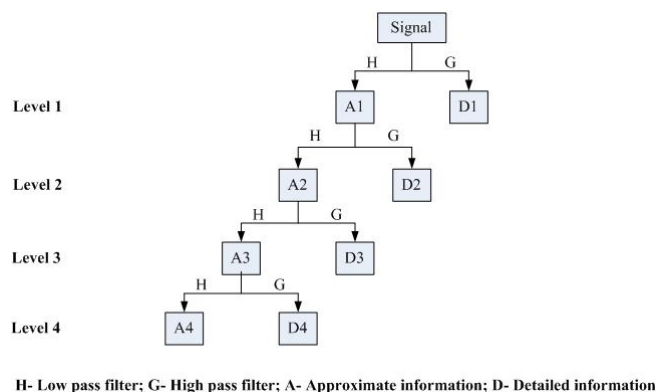 Signal
H G
Level 1 A1 D1
H G
Level 2 A2 D2
H G
Level 3 A3 D3
H G
Level 4 A4 D4
H- Low pass filter; G- High pass filter; A- Approximate information; D- Detailed information